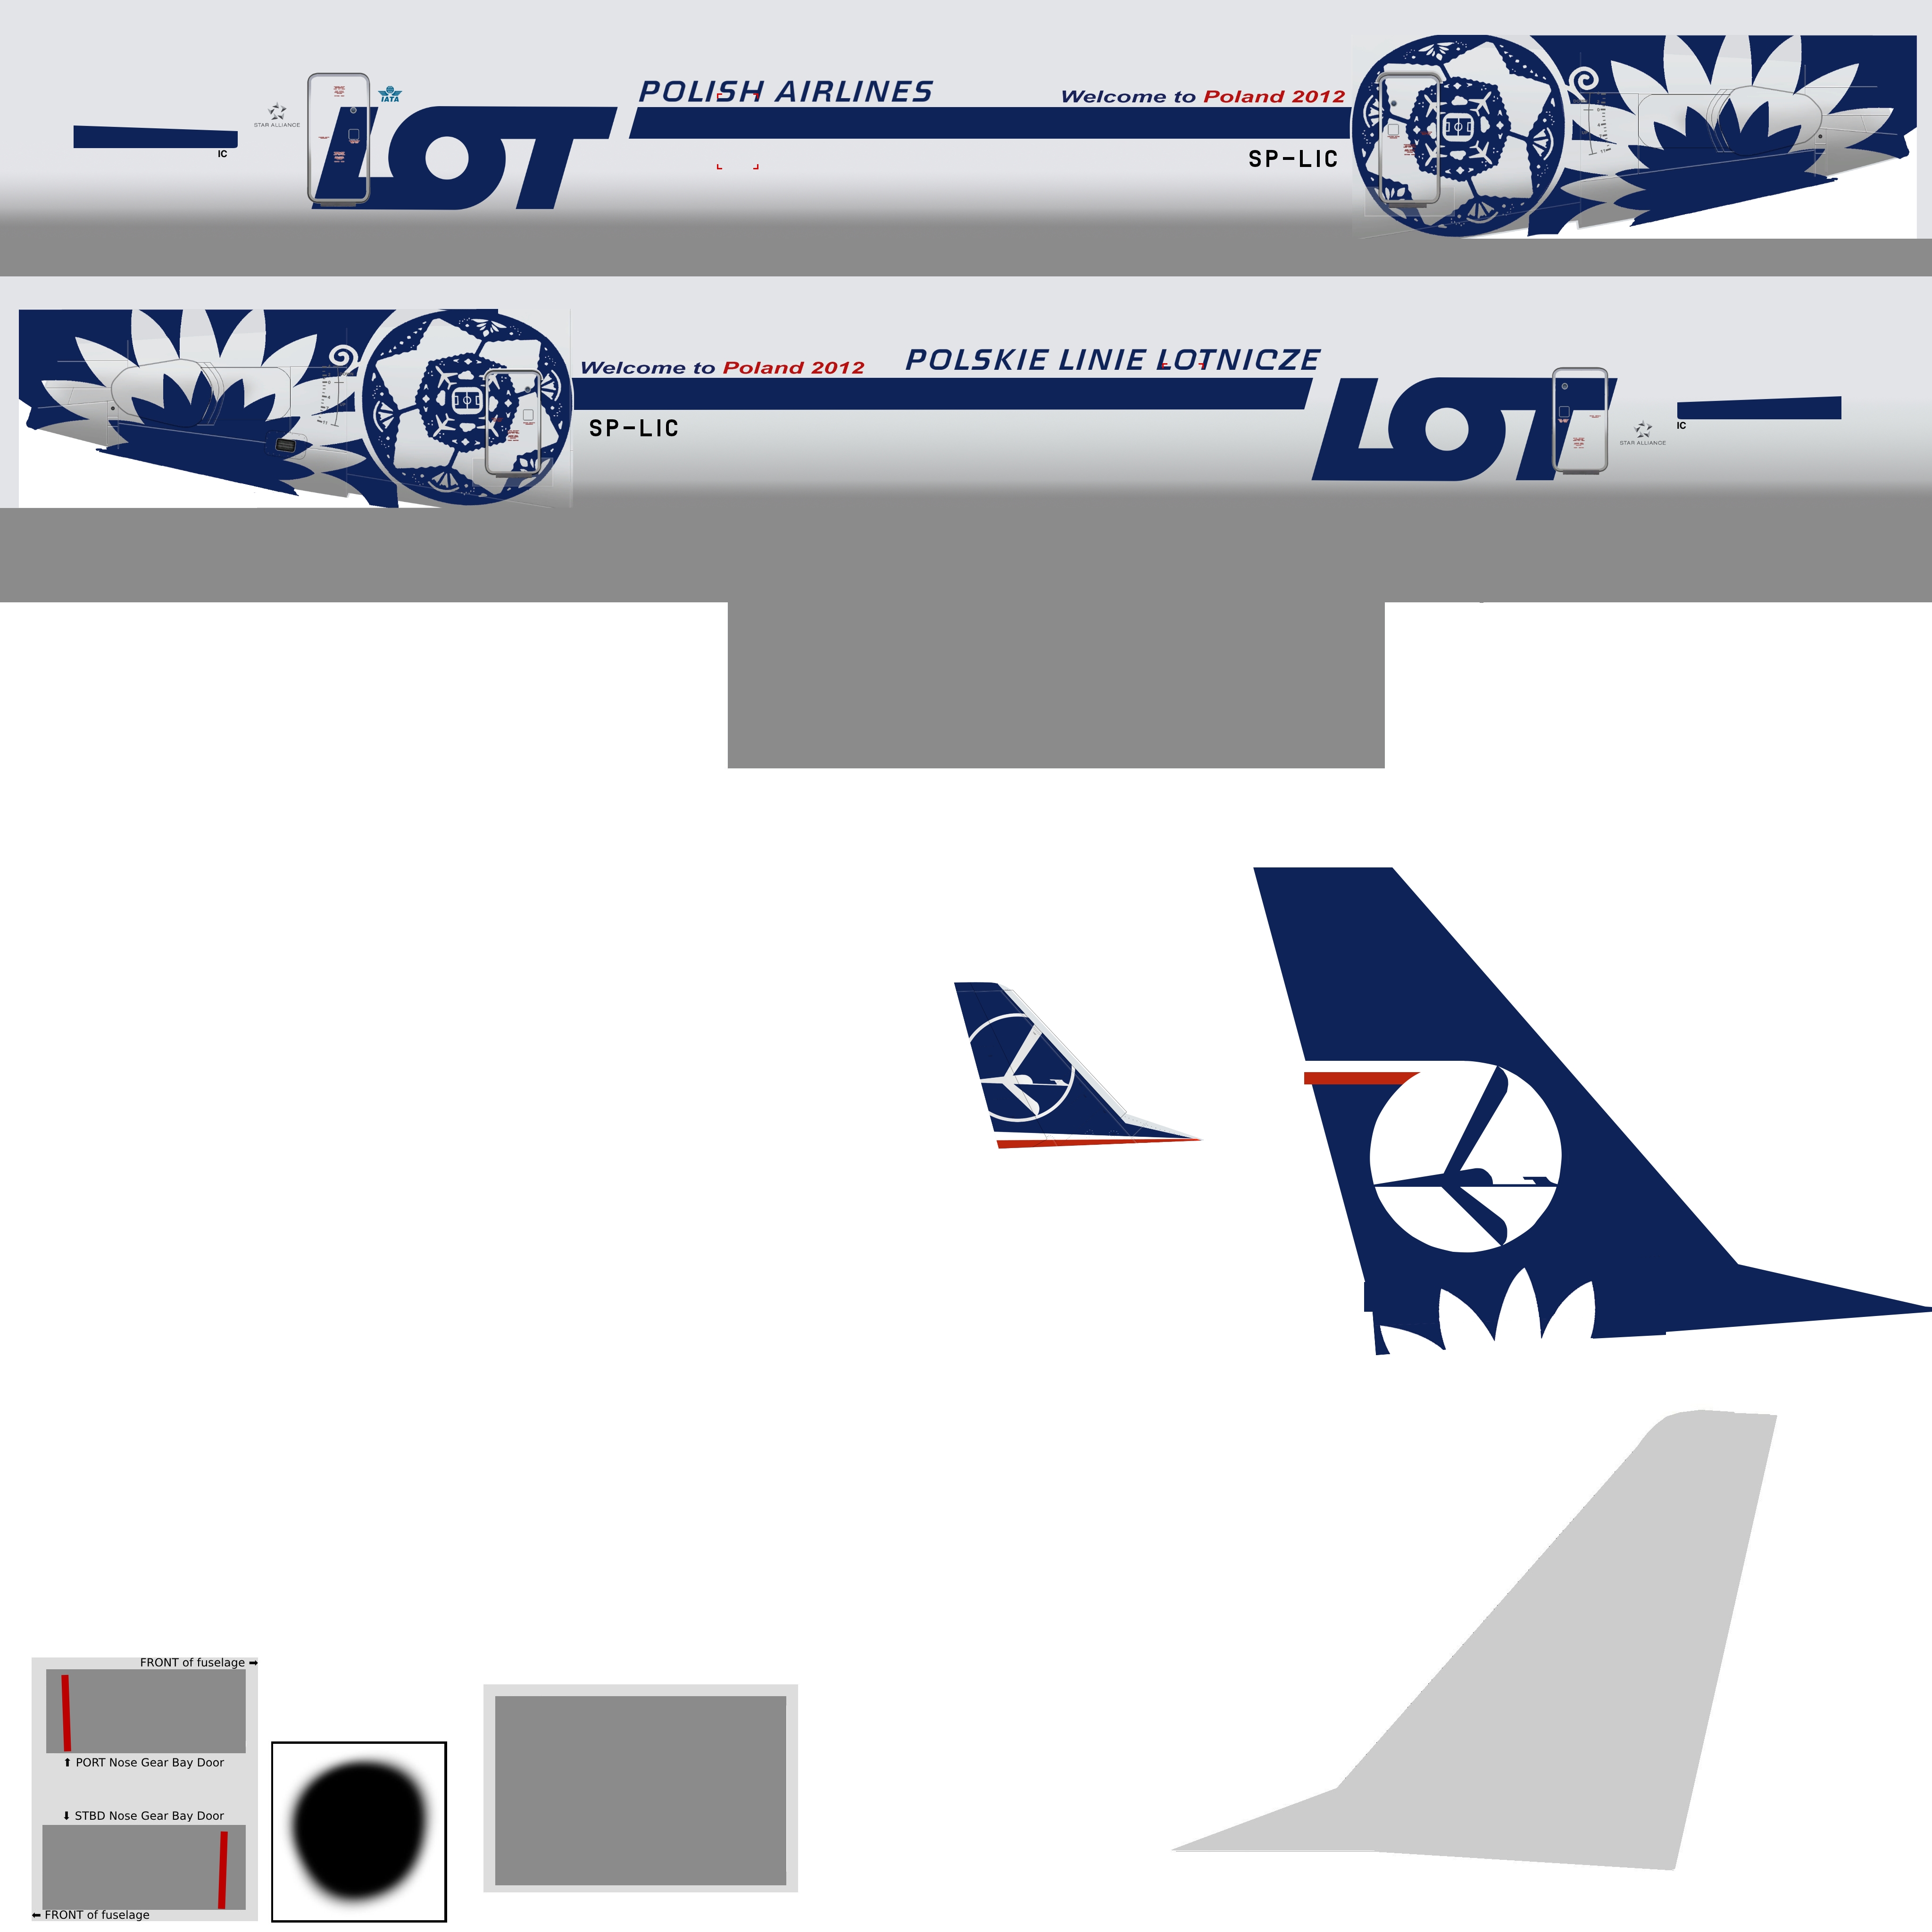 POLISH AIRLINES
Welcome to Poland 2012
IATA
STAR ALLIANCE
LOT
IC
SP-LIC
POLSKIE LINIE LOTNICZE
Welcome to Poland 2012
SP-LIC
LOT
IC
STAR ALLIANCE
FRONT of fuselage ➡
⬆ PORT Nose Gear Bay Door
⬇ STBD Nose Gear Bay Door
⬅ FRONT of fuselage